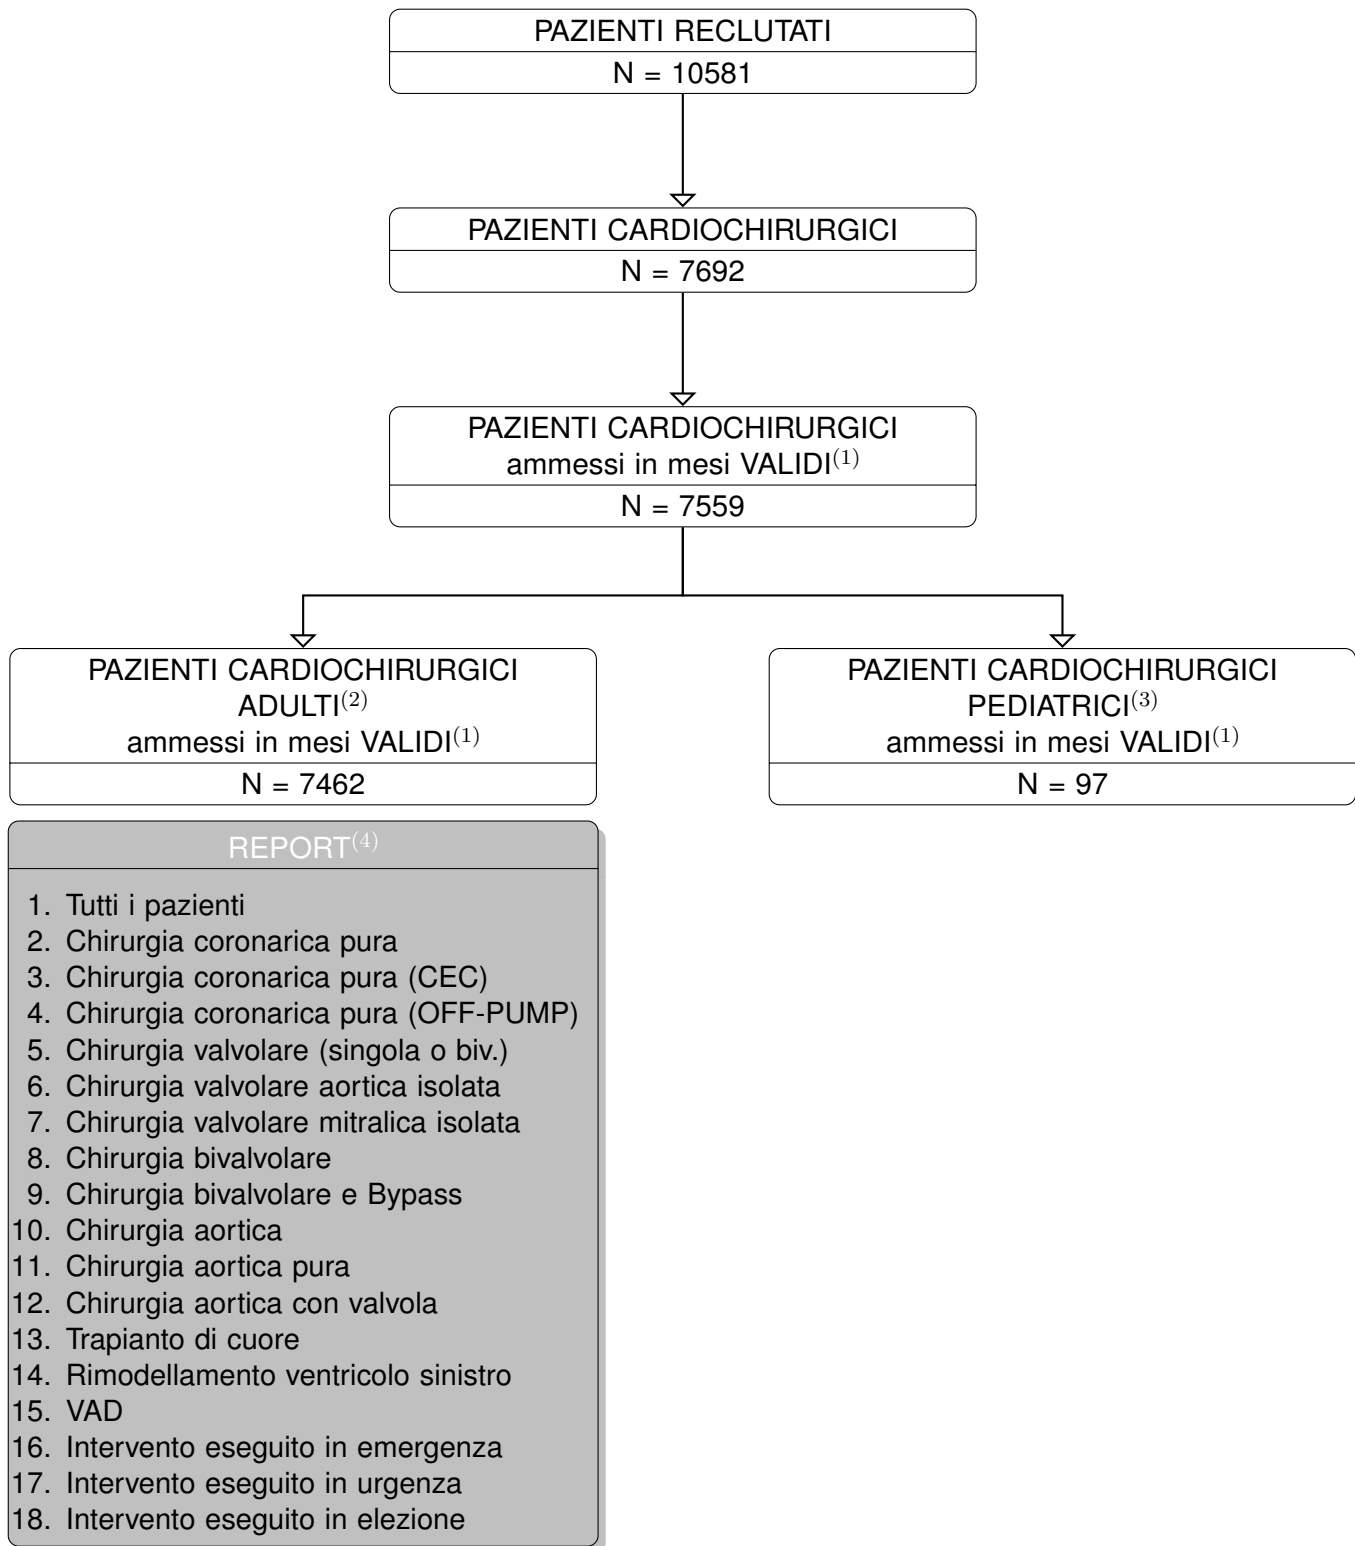 PAZIENTI RECLUTATI
N = 10581
PAZIENTI CARDIOCHIRURGICI
N = 7692
PAZIENTI CARDIOCHIRURGICI
ammessi in mesi VALIDI(1)
N = 7559
PAZIENTI CARDIOCHIRURGICI
ADULTI(2)
ammessi in mesi VALIDI(1)
N = 7462
PAZIENTI CARDIOCHIRURGICI
PEDIATRICI(3)
ammessi in mesi VALIDI(1)
N = 97
REPORT(4)
1. Tutti i pazienti
2. Chirurgia coronarica pura
3. Chirurgia coronarica pura (CEC)
4. Chirurgia coronarica pura (OFF-PUMP)
5. Chirurgia valvolare (singola o biv.)
6. Chirurgia valvolare aortica isolata
7. Chirurgia valvolare mitralica isolata
8. Chirurgia bivalvolare
9. Chirurgia bivalvolare e Bypass
10. Chirurgia aortica
11. Chirurgia aortica pura
12. Chirurgia aortica con valvola
13. Trapianto di cuore
14. Rimodellamento ventricolo sinistro
15. VAD
16. Intervento eseguito in emergenza
17. Intervento eseguito in urgenza
18. Intervento eseguito in elezione